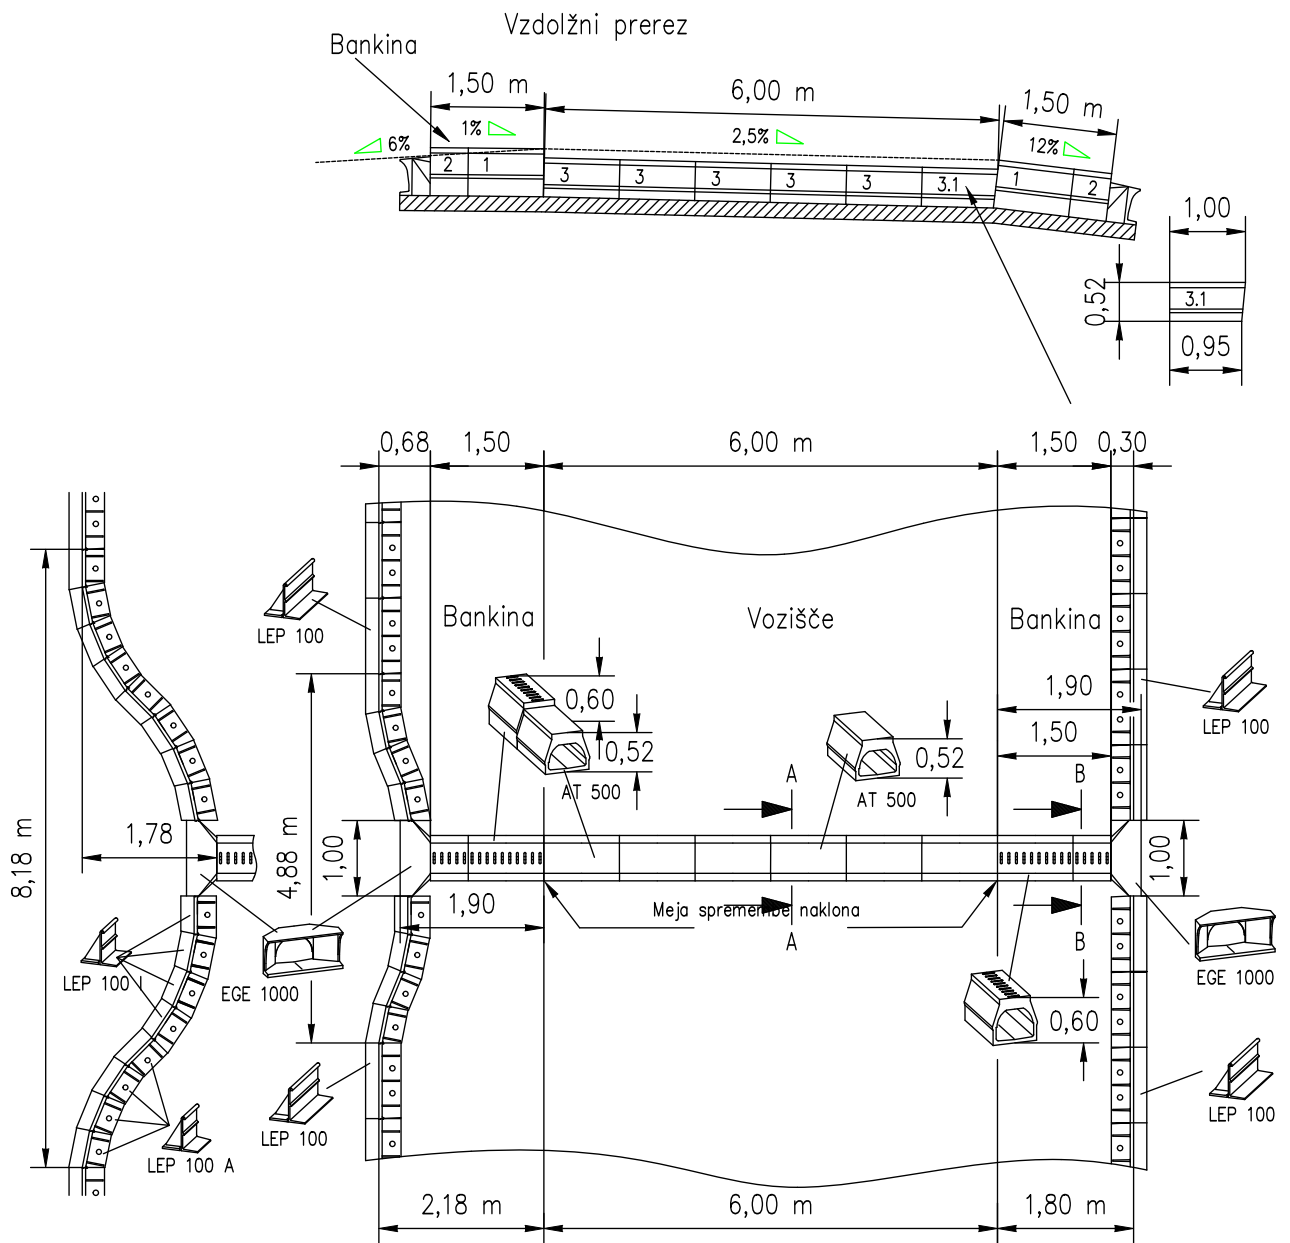 Vzdolžni prerez
Bankina
1,50 m
6,00 m
1,50 m
6%
1%
2,5%
12%
2
1
3
3
3
3
3
3.1
1
2
1,00
0,52
3.1
0,95
0,68
1,50
6,00 m
1,50
0,30
LEP 100
Bankina
Vozišče
Bankina
LEP 100
1,90
0,60
0,52
AT 500
0,52
AT 500
1,50
A
B
8,18 m
1,78
4,88 m
1,00
1,00
1,90
Meja spremembe naklona
A
B
LEP 100 I
EGE 1000
EGE 1000
0,60
LEP 100 A
LEP 100
LEP 100
2,18 m
6,00 m
1,80 m